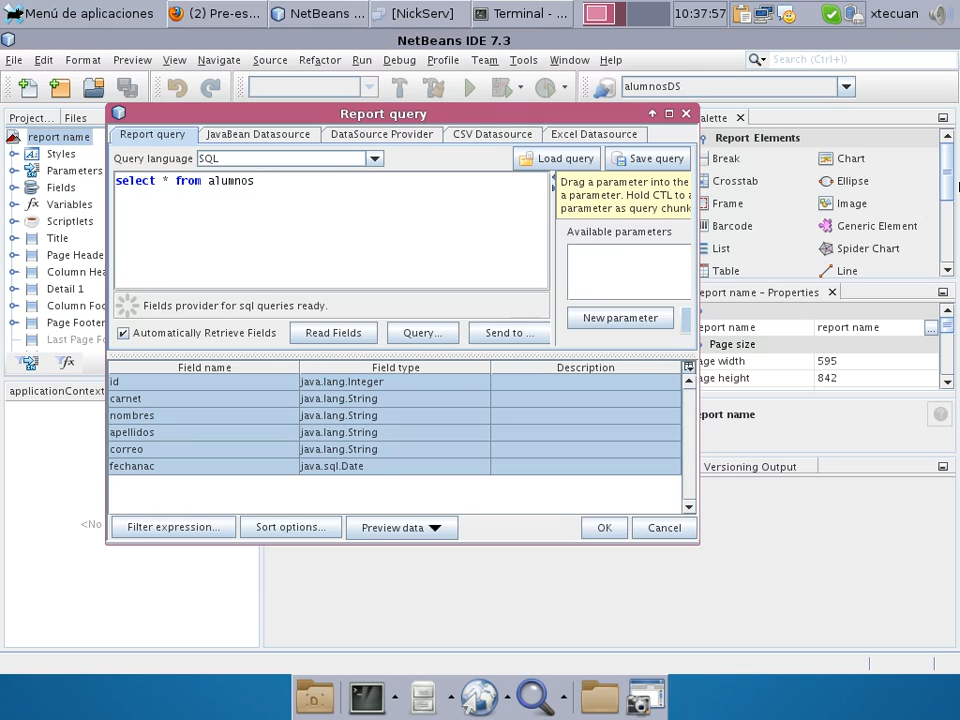 Menú de aplicaciones
(2) Pre-es...
NetBeans ...
[NickServ]
Terminal - ...
10:37:57
xtecuan
NetBeans IDE 7.3
File Edit Format Preview View Navigate Source Refactor Run Debug Profile Team Tools Window Help
Search (Ctrl+I)
alumnosDS
Project... Files
report name
Styles
Parameters
Fields
Variables
Scriptlets
Title
Page Heade
Column Hea
Detail 1
Column Foo
Page Footer
Last Page F
applicationContext
<No
Report query
Report query
JavaBean Datasource
DataSource Provider
CSV Datasource
Excel Datasource
Query language
SQL
Load query
Save query
select * from alumnos
Drag a parameter into the
a parameter. Hold CTL to a
parameter as query chunk
Available parameters
New parameter
Fields provider for sql queries ready.
Automatically Retrieve Fields
Read Fields
Query...
Send to ...
Field name Field type Description
id java.lang.Integer
carnet java.lang.String
nombres java.lang.String
apellidos java.lang.String
correo java.lang.String
fechanac java.sql.Date
Filter expression...
Sort options...
Preview data
OK
Cancel
alette
Report Elements
Break Chart
Crosstab Ellipse
Frame Image
Barcode Generic Element
List Spider Chart
Table Line
eport name - Properties
eport name report name
...
Page size
age width 595
age height 842
eport name
Versioning Output